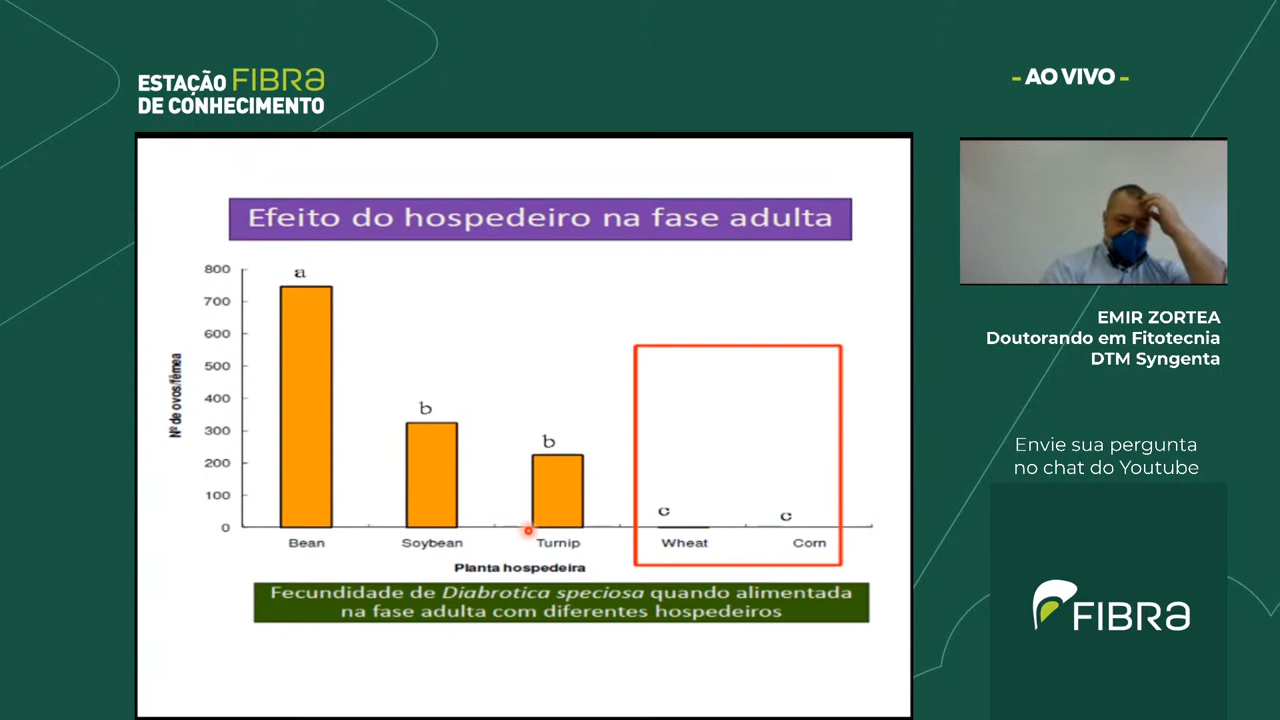 ESTAÇÃO FIBRA
DE CONHECIMENTO
- AO VIVO -
Efeito do hospedeiro na fase adulta
800
700
600
500
400
300
200
100
0
Nº de ovos/fêmea
a
b
b
c
c
Bean
Soybean
Turnip
Wheat
Corn
Planta hospedeira
Fecundidade de Diabrotica speciosa quando alimentada
na fase adulta com diferentes hospedeiros
EMIR ZORTEA
Doutorando em Fitotecnia
DTM Syngenta
Envie sua pergunta
no chat do Youtube
FIBRA